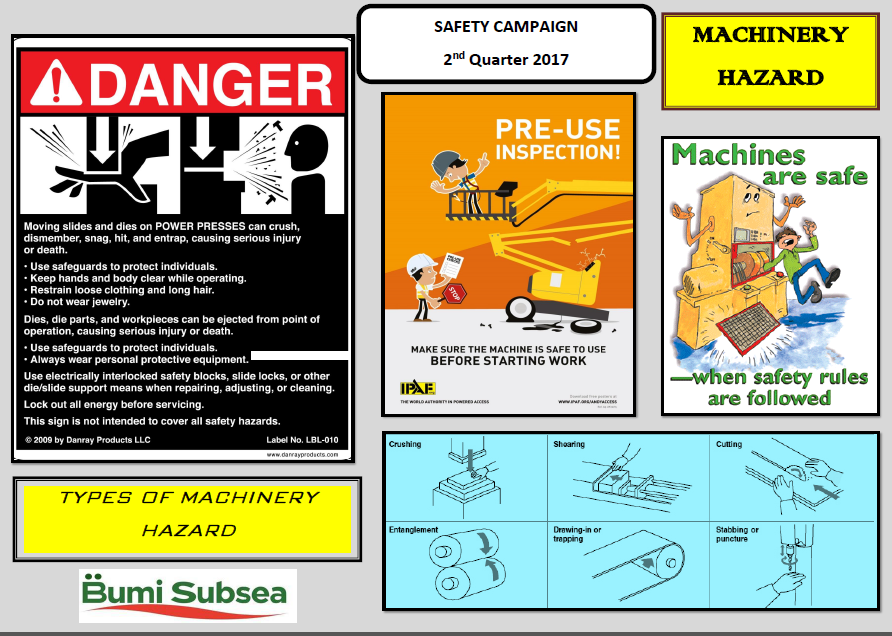 SAFETY CAMPAIGN
2nd Quarter 2017
MACHINERY
HAZARD
DANGER
Moving slides and dies on POWER PRESSES can crush,
dismember, snag, hit, and entrap, causing serious injury
or death.
• Use safeguards to protect individuals.
• Keep hands and body clear while operating.
• Restrain loose clothing and long hair.
• Do not wear jewelry.
Dies, die parts, and workpieces can be ejected from point of
operation, causing serious injury or death.
• Use safeguards to protect individuals.
• Always wear personal protective equipment.
Use electrically interlocked safety blocks, slide locks, or other
die/slide support means when repairing, adjusting, or cleaning.
Lock out all energy before servicing.
This sign is not intended to cover all safety hazards.
© 2009 by Danray Products LLC Label No. LBL-010
www.danrayproducts.com
PRE-USE
INSPECTION!
PRE-USE
STOP
MAKE SURE THE MACHINE IS SAFE TO USE
BEFORE STARTING WORK
IPAF
THE WORLD AUTHORITY IN POWERED ACCESS
Download free posters at
WWW.IPAF.ORG/ANDYACCESS
Machines
are safe
—when safety rules
are followed
TYPES OF MACHINERY
HAZARD
Bumi Subsea
Crushing
Shearing
Cutting
Entanglement
Drawing-in or
trapping
Stabbing or
puncture